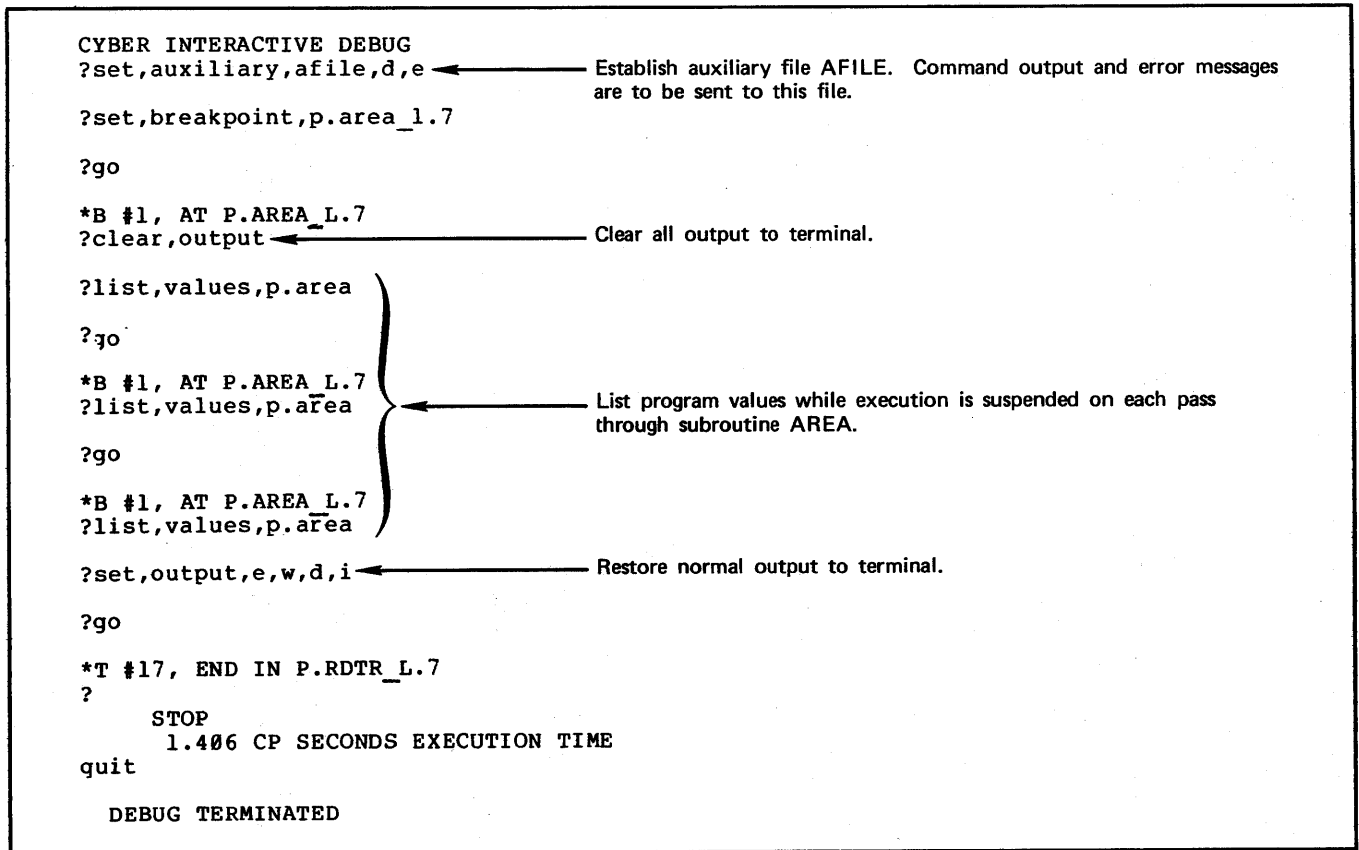 CYBER INTERACTIVE DEBUG
?set,auxiliary,afile,d,e
Establish auxiliary file AFILE. Command output and error messages
are to be sent to this file.
?set,breakpoint,p.area_l.7
?go
*B #1, AT P.AREA_L.7
?clear,output
Clear all output to terminal.
?list,values,p.area
?go
*B #1, AT P.AREA_L.7
?list,values,p.area
List program values while execution is suspended on each pass
through subroutine AREA.
?go
*B #1, AT P.AREA_L.7
?list,values,p.area
?set,output,e,w,d,i
Restore normal output to terminal.
?go
*T #17, END IN P.RDTR_L.7
?
STOP
1.406 CP SECONDS EXECUTION TIME
quit
DEBUG TERMINATED